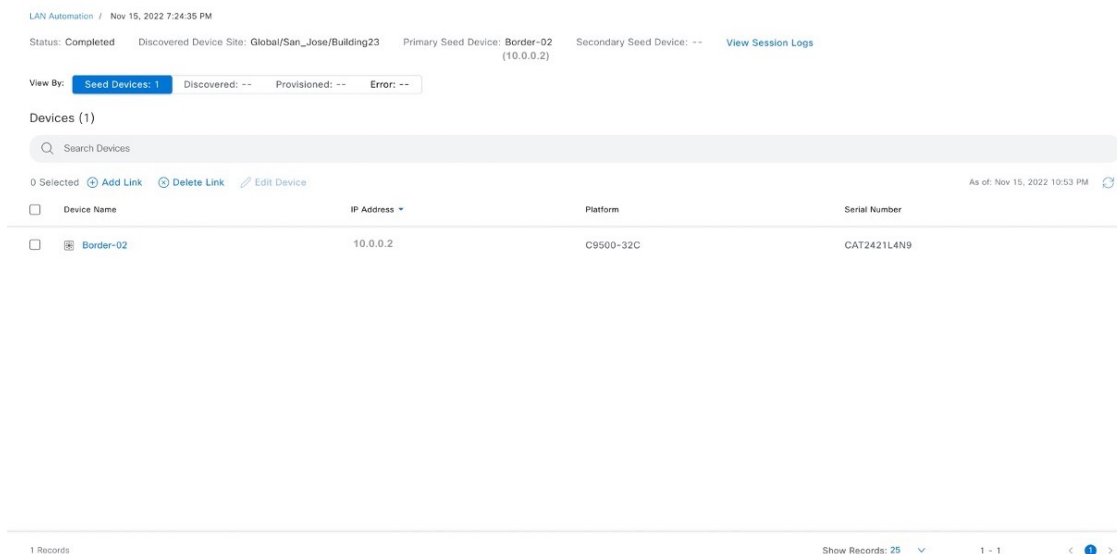 LAN Automation / Nov 15, 2022 7:24:35 PM
Status: Completed Discovered Device Site: Global/San_Jose/Building23 Primary Seed Device: Border-02 Secondary Seed Device: -- View Session Logs
(10.0.0.2)
View By: Seed Devices: 1 Discovered: -- Provisioned: -- Error: --
Devices (1)
Search Devices
0 Selected Add Link Delete Link Edit Device As of: Nov 15, 2022 10:53 PM
Device Name IP Address Platform Serial Number
Border-02 10.0.0.2 C9500-32C CAT2421L4N9
1 Records Show Records: 25 1 - 1 < 1 >